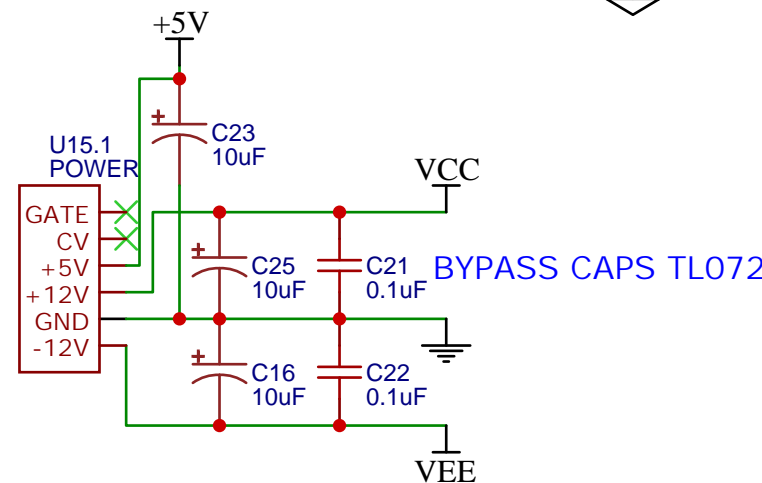 +5V
+
C23
10uF
U15.1
POWER
VCC
GATE
CV
+5V
+12V
GND
-12V
+
C25
10uF
C21
0.1uF
BYPASS CAPS TL072
+
C16
10uF
C22
0.1uF
VEE